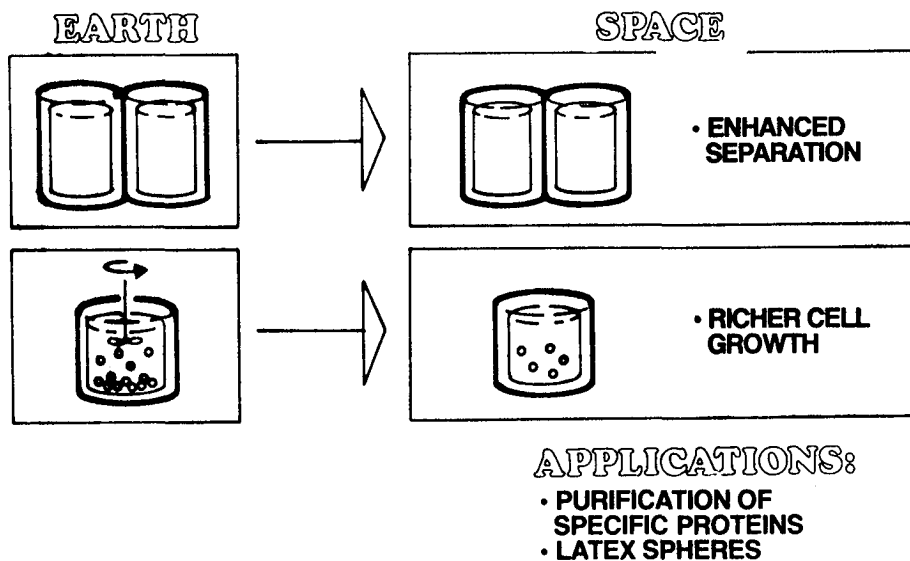 EARTH
SPACE
• ENHANCED
SEPARATION
• RICHER CELL
GROWTH
APPLICATIONS:
• PURIFICATION OF
SPECIFIC PROTEINS
• LATEX SPHERES